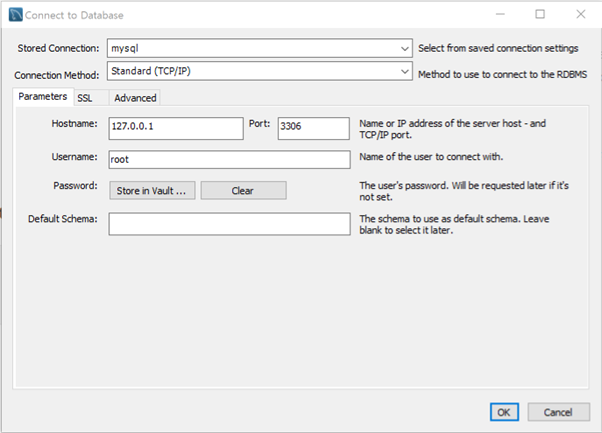 Connect to Database
Stored Connection: mysql Select from saved connection settings
Connection Method: Standard (TCP/IP) Method to use to connect to the RDBMS
Parameters SSL Advanced
Hostname: 127.0.0.1 Port: 3306 Name or IP address of the server host - and
TCP/IP port.
Username: root Name of the user to connect with.
Password: Store in Vault ... Clear The user's password. Will be requested later if it's
not set.
Default Schema: The schema to use as default schema. Leave
blank to select it later.
OK Cancel